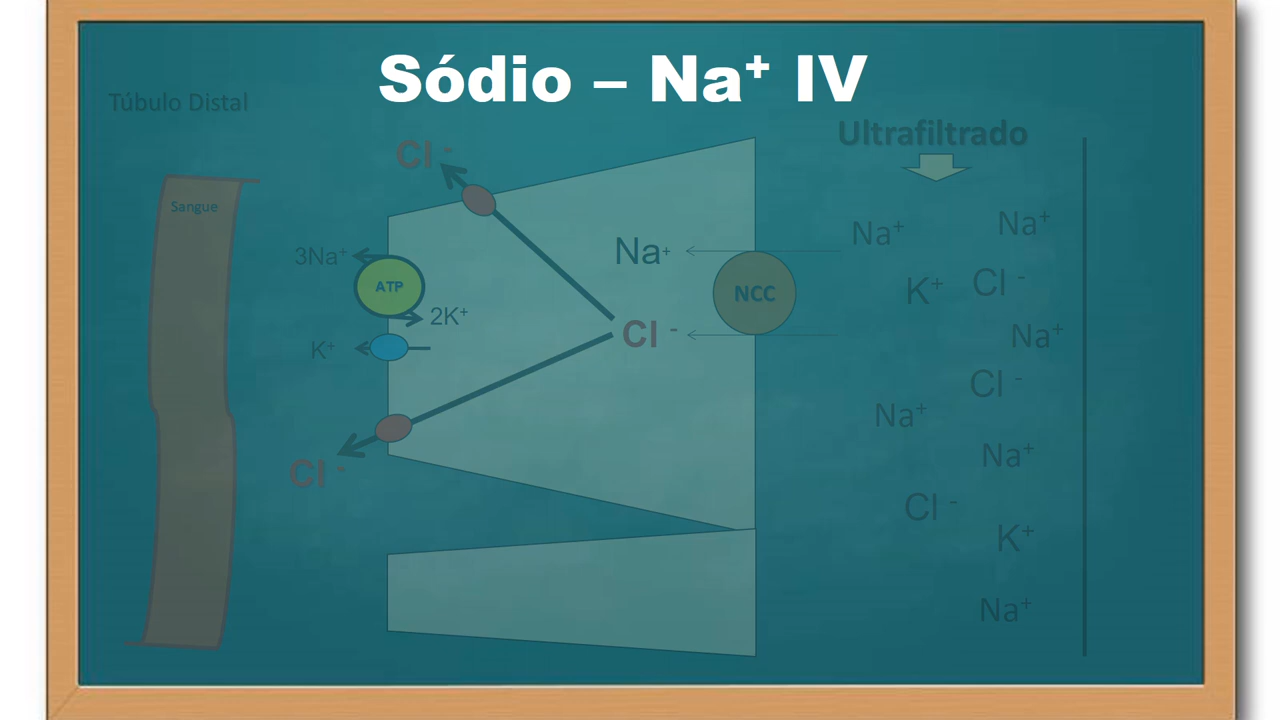 Sódio – Na⁺ IV
Túbulo Distal
Ultrafiltrado
Cl⁻
Sangue
Na⁺
Na⁺
3Na⁺
Na⁺
ATP
NCC
K⁺
Cl⁻
2K⁺
Cl⁻
Na⁺
K⁺
Cl⁻
Na⁺
Na⁺
Cl⁻
Cl⁻
K⁺
Na⁺